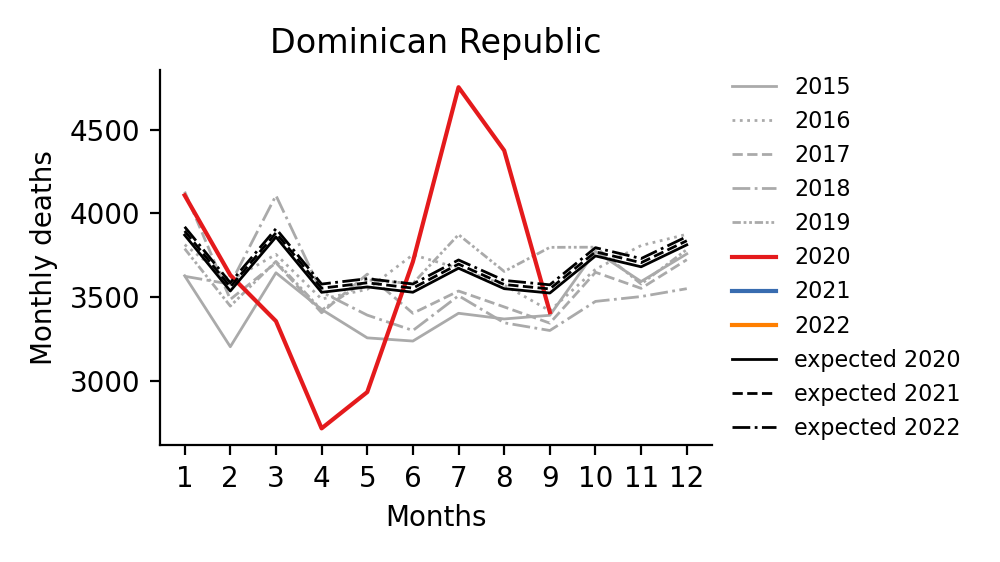 Dominican Republic
Monthly deaths
4500
4000
3500
3000
1 2 3 4 5 6 7 8 9 10 11 12
Months
2015
2016
2017
2018
2019
2020
2021
2022
expected 2020
expected 2021
expected 2022